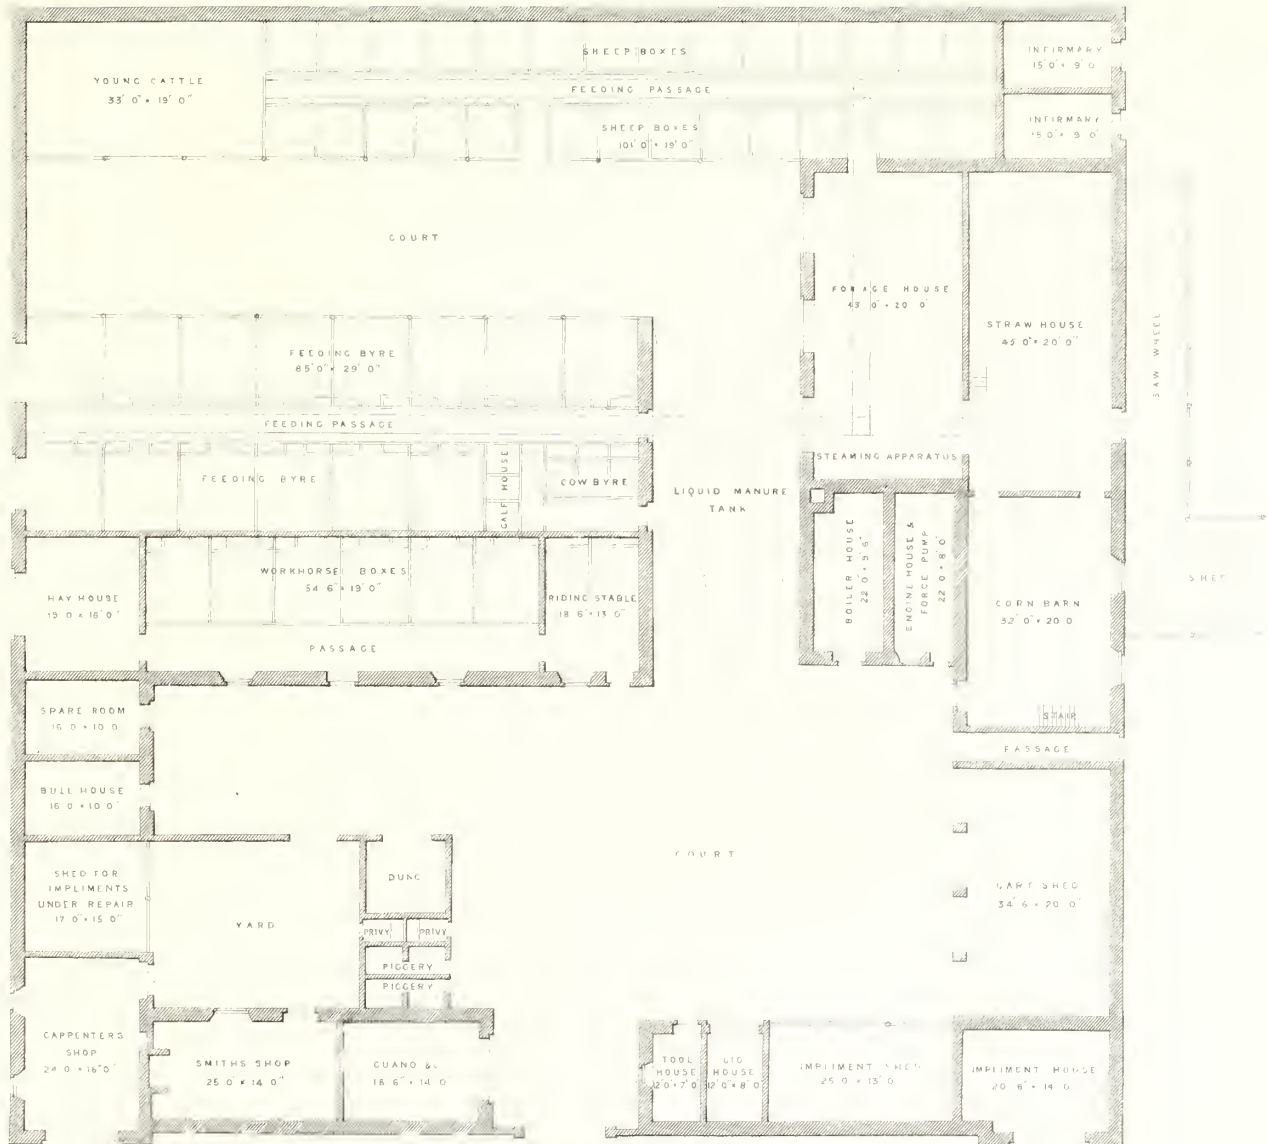 YOUNG CATTLE
33' 0" × 19' 0"
SHEEP BOXES
FEEDING PASSAGE
SHEEP BOXES
101' 0" × 19' 0"
INFIRMARY
15' 0" × 9' 0
INFIRMARY
15 0" × 9 0
COURT
FORAGE HOUSE
43' 0" × 20' 0
STRAW HOUSE
45 0" × 20' 0"
SAW WHEEL
FEEDING BYRE
85' 0" × 29' 0"
FEEDING PASSAGE
FEEDING BYRE
CALF HOUSE
COW BYRE
STEAMING APPARATUS
LIQUID MANURE
TANK
BOILER HOUSE
22' 0" × 9' 6"
ENGINE HOUSE &
FORCE PUMP
22' 0 × 8' 0"
HAY HOUSE
19 0 × 16' 0"
WORKHORSE BOXES
54 6" × 19' 0"
RIDING STABLE
18 6" × 13 0"
CORN BARN
32' 0" × 20 0
PASSAGE
SPARE ROOM
16 0 × 10 0
STAIR
PASSAGE
BULL HOUSE
16 0 × 10 0"
COURT
SHED FOR
IMPLIMENTS
UNDER REPAIR
17' 0" × 15 0"
YARD
DUNG
PRIVY
PRIVY
PIGGERY
PIGGERY
CART SHED
34' 6 × 20 0"
CARPENTERS
SHOP
24 0 × 16' 0"
SMITHS SHOP
25 0" × 14 0"
GUANO &c
18 6" × 14 0
TOOL
HOUSE
12 0 × 7' 0
GIG
HOUSE
12' 0" × 8' 0
IMPLIMENT SHED
25 0 × 13' 0
IMPLIMENT HOUSE
20 6" × 14 0